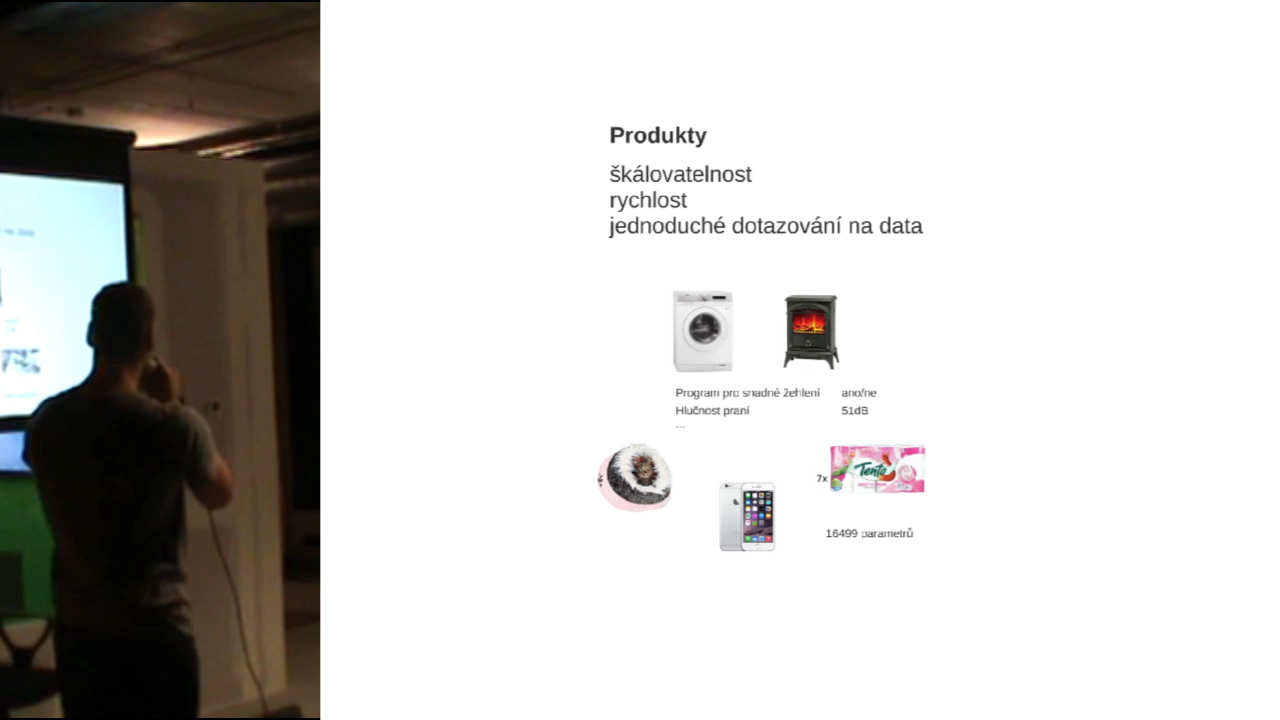 Produkty
škálovatelnost
rychlost
jednoduché dotazování na data
Program pro snadné žehlení ano/ne
Hlučnost praní 51dB
...
Tento
7x
16499 parametrů